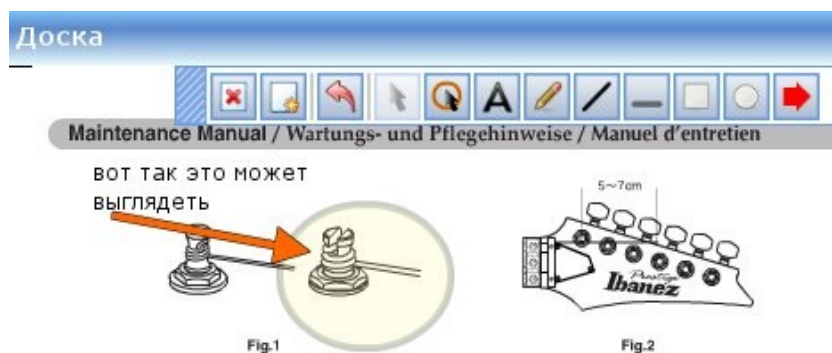 Доска
A
Maintenance Manual / Wartungs- und Pflegehinweise / Manuel d'entretien
вот так это может
выглядеть
5~7cm
Prestige
Ibanez
Fig.1
Fig.2